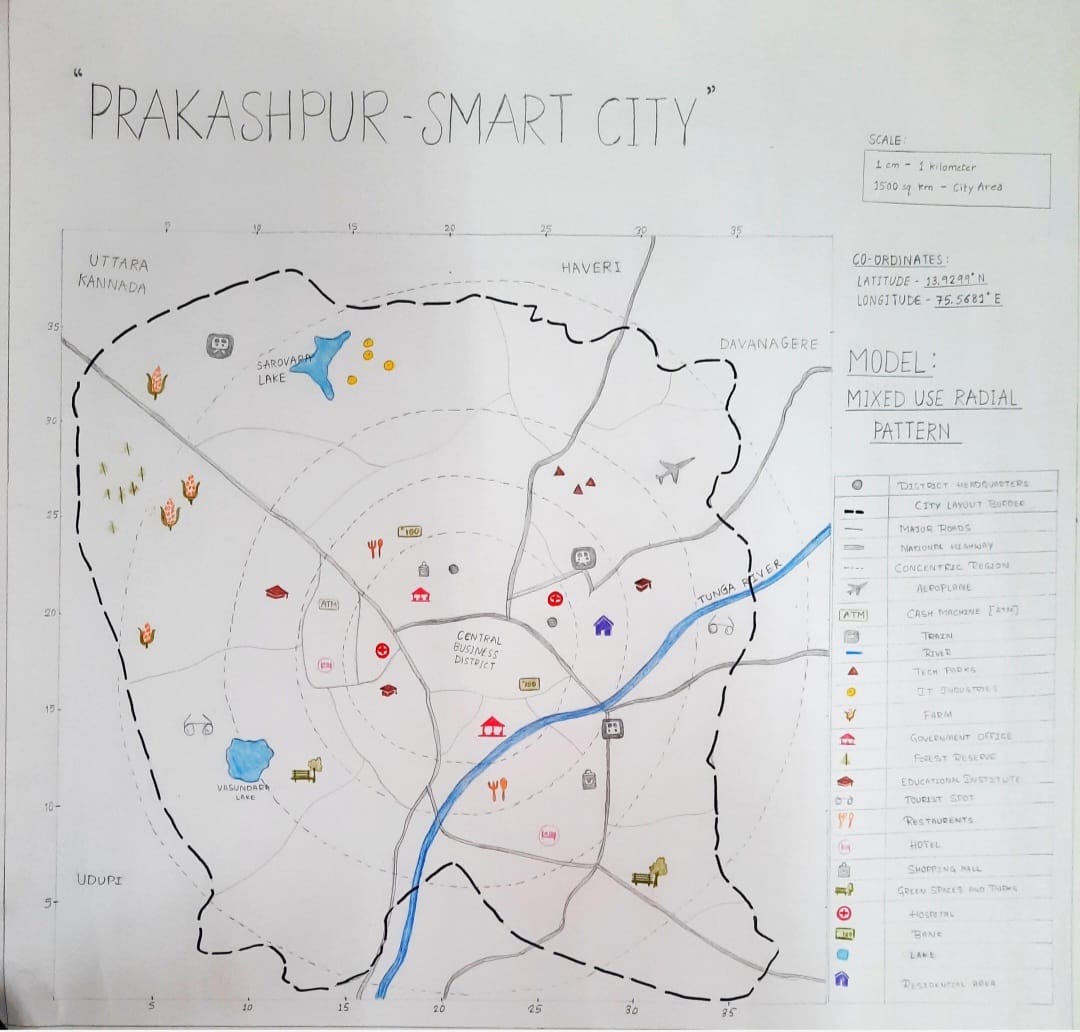 "PRAKASHPUR - SMART CITY"
SCALE:
1 cm - 1 kilometer
1500 sq km - City Area
CO-ORDINATES:
LATITUDE - 13.9299° N
LONGITUDE - 75.5681° E
MODEL:
MIXED USE RADIAL
PATTERN
5 10 15 20 25 30 35
UTTARA
KANNADA
HAVERI
DAVANAGERE
35
SAROVARA
LAKE
30
25
100
TUNGA RIVER
ATM
20
CENTRAL
BUSINESS
DISTRICT
100
15
VASUNDARA
LAKE
10
UDUPI
5
5 10 15 20 25 30 35
DISTRICT HEADQUARTERS
CITY LAYOUT BORDER
MAJOR ROADS
NATIONAL HIGHWAY
CONCENTRIC REGION
AEROPLANE
ATM CASH MACHINE [ATM]
TRAIN
RIVER
TECH PARKS
IT INDUSTRIES
FARM
GOVERNMENT OFFICE
FOREST RESERVE
EDUCATIONAL INSTITUTE
TOURIST SPOT
RESTAURENTS
HOTEL
SHOPPING MALL
GREEN SPACES AND PARKS
HOSPITAL
100 BANK
LAKE
RESIDENTIAL AREA